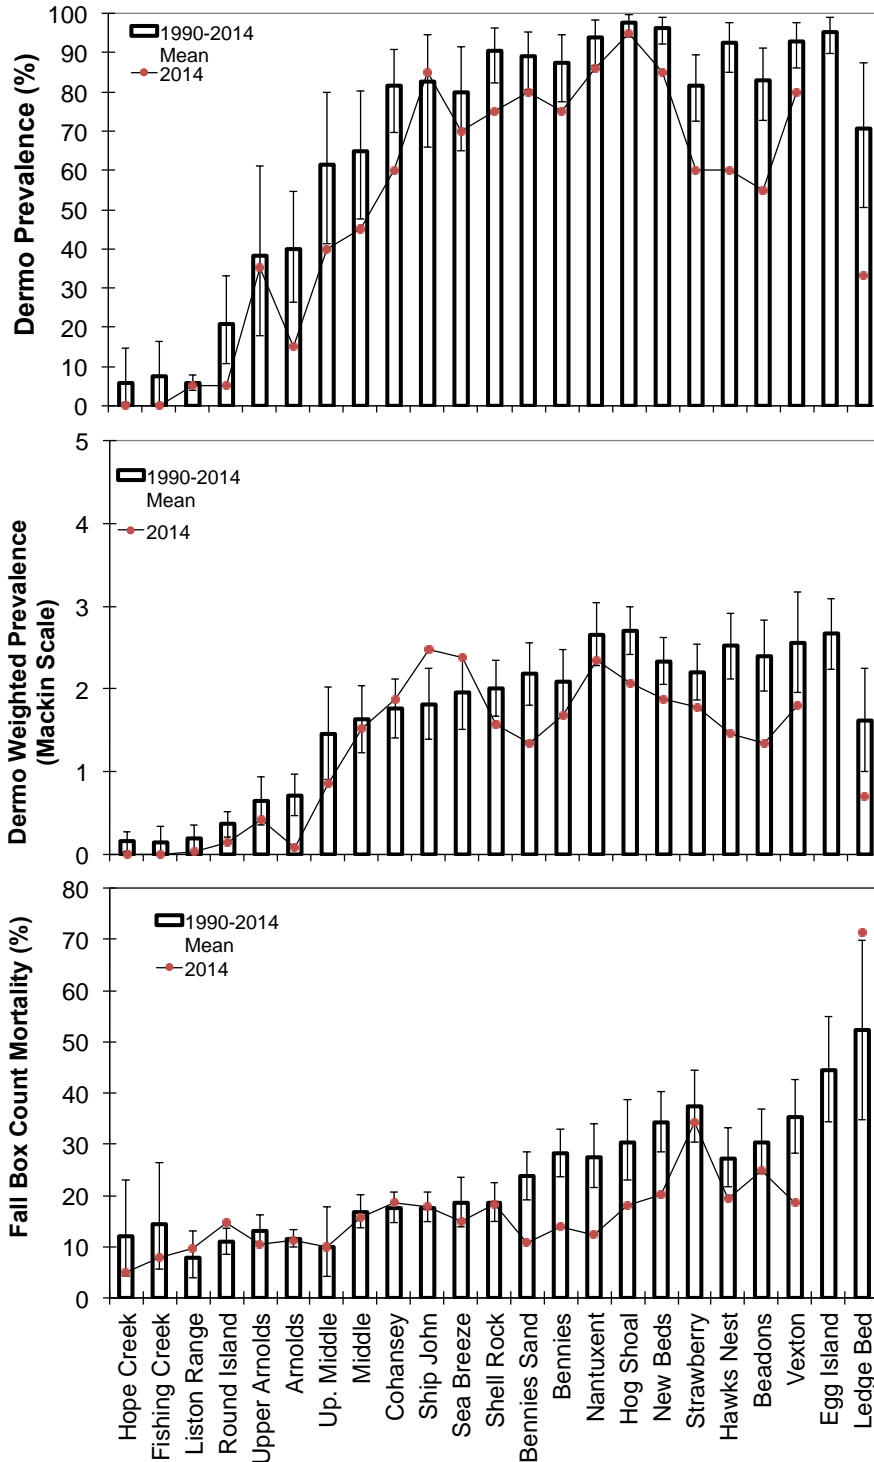 Dermo Prevalence (%)
100
90
80
70
60
50
40
30
20
10
0
1990-2014
Mean
2014
Dermo Weighted Prevalence
(Mackin Scale)
5
4
3
2
1
0
1990-2014
Mean
2014
Fall Box Count Mortality (%)
80
70
60
50
40
30
20
10
0
1990-2014
Mean
2014
Hope Creek
Fishing Creek
Liston Range
Round Island
Upper Arnolds
Arnolds
Up. Middle
Middle
Cohansey
Ship John
Sea Breeze
Shell Rock
Bennies Sand
Bennies
Nantuxent
Hog Shoal
New Beds
Strawberry
Hawks Nest
Beadons
Vexton
Egg Island
Ledge Bed